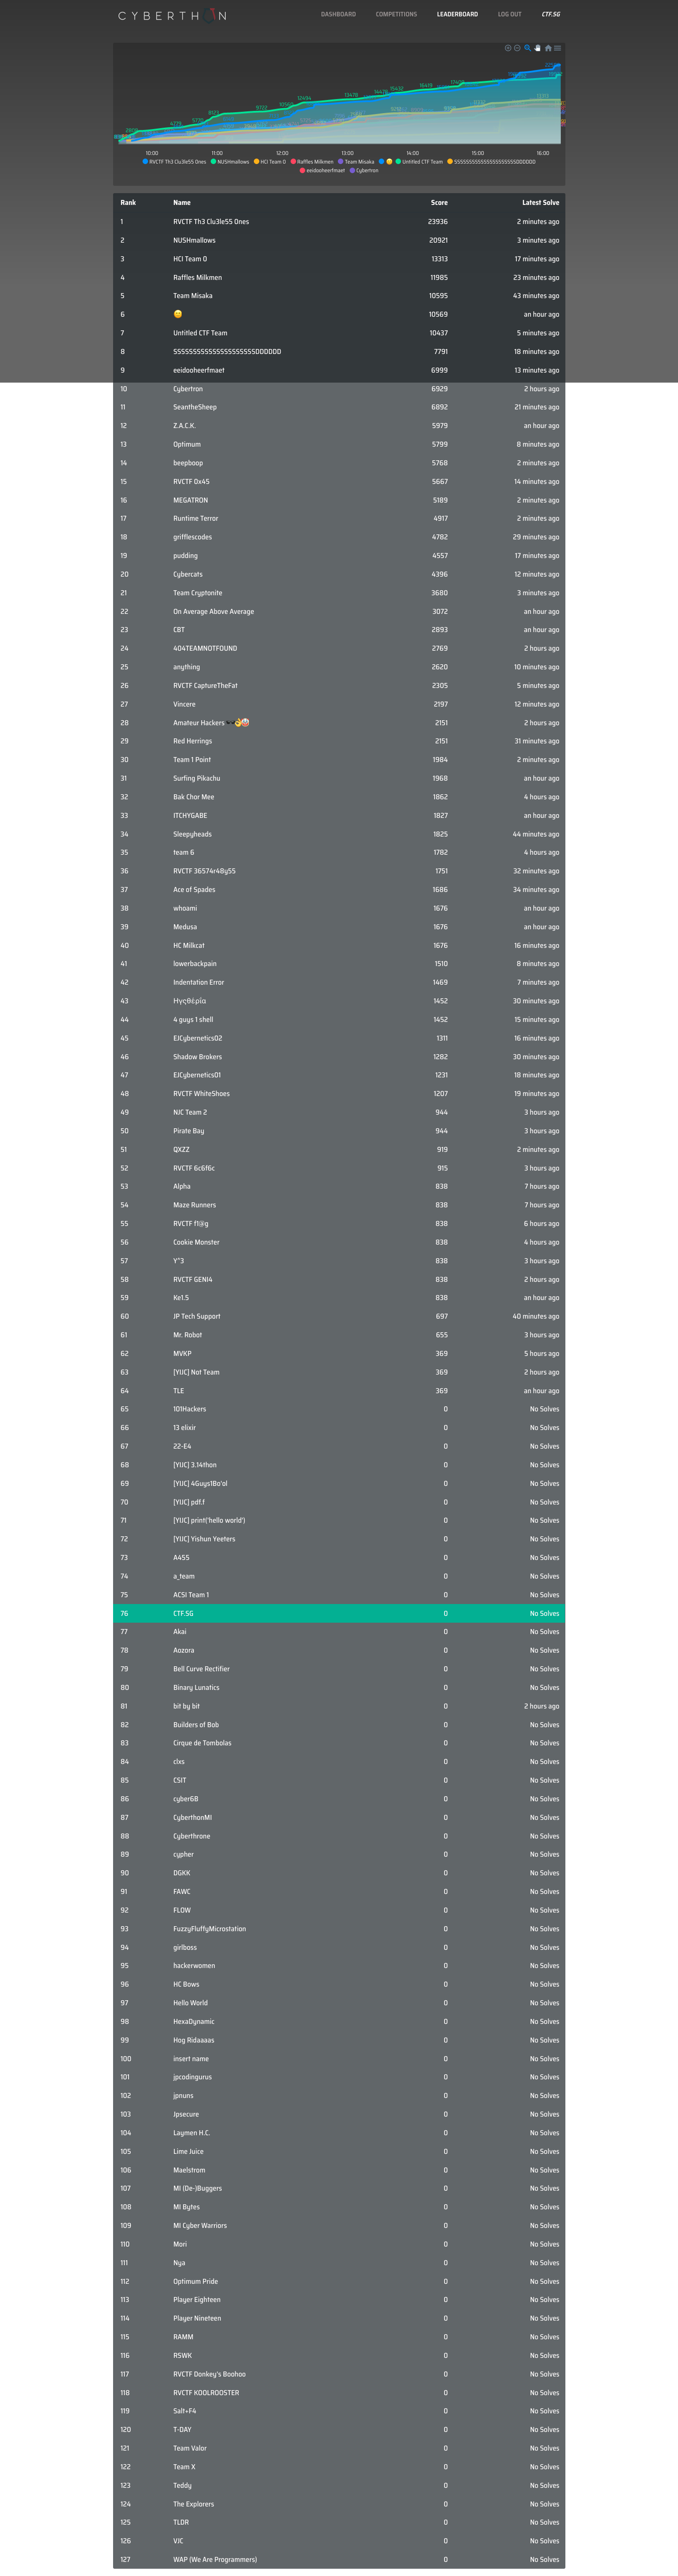 CYBERTHON
DASHBOARD COMPETITIONS LEADERBOARD LOG OUT CTF.SG
10:00 11:00 12:00 13:00 14:00 15:00 16:00
RVCTF Th3 Clu3leSS Ones NUSHmallows HCI Team 0 Raffles Milkmen Team Misaka 😑 Untitled CTF Team SSSSSSSSSSSSSSSSSSSSSDDDDDD
eeidooheerfmaet Cybertron
Rank Name Score Latest Solve
1 RVCTF Th3 Clu3leSS Ones 23936 2 minutes ago
2 NUSHmallows 20921 3 minutes ago
3 HCI Team 0 13313 17 minutes ago
4 Raffles Milkmen 11985 23 minutes ago
5 Team Misaka 10595 43 minutes ago
6 😑 10569 an hour ago
7 Untitled CTF Team 10437 5 minutes ago
8 SSSSSSSSSSSSSSSSSSSSSDDDDDD 7791 18 minutes ago
9 eeidooheerfmaet 6999 13 minutes ago
10 Cybertron 6929 2 hours ago
11 SeantheSheep 6892 21 minutes ago
12 Z.A.C.K. 5979 an hour ago
13 Optimum 5799 8 minutes ago
14 beepboop 5768 2 minutes ago
15 RVCTF 0x45 5667 14 minutes ago
16 MEGATRON 5189 2 minutes ago
17 Runtime Terror 4917 2 minutes ago
18 grifflescodes 4782 29 minutes ago
19 pudding 4557 17 minutes ago
20 Cybercats 4396 12 minutes ago
21 Team Cryptonite 3680 3 minutes ago
22 On Average Above Average 3072 an hour ago
23 CBT 2893 an hour ago
24 404TEAMNOTFOUND 2769 2 hours ago
25 anything 2620 10 minutes ago
26 RVCTF CaptureTheFat 2305 5 minutes ago
27 Vincere 2197 12 minutes ago
28 Amateur Hackers 🕶👌🤡 2151 2 hours ago
29 Red Herrings 2151 31 minutes ago
30 Team 1 Point 1984 2 minutes ago
31 Surfing Pikachu 1968 an hour ago
32 Bak Chor Mee 1862 4 hours ago
33 ITCHYGABE 1827 an hour ago
34 Sleepyheads 1825 44 minutes ago
35 team 6 1782 4 hours ago
36 RVCTF 36574r48y55 1751 32 minutes ago
37 Ace of Spades 1686 34 minutes ago
38 whoami 1676 an hour ago
39 Medusa 1676 an hour ago
40 HC Milkcat 1676 16 minutes ago
41 lowerbackpain 1510 8 minutes ago
42 Indentation Error 1469 7 minutes ago
43 1452 30 minutes ago
44 4 guys 1 shell 1452 15 minutes ago
45 EJCybernetics02 1311 16 minutes ago
46 Shadow Brokers 1282 30 minutes ago
47 EJCybernetics01 1231 18 minutes ago
48 RVCTF WhiteShoes 1207 19 minutes ago
49 NJC Team 2 944 3 hours ago
50 Pirate Bay 944 3 hours ago
51 QXZZ 919 2 minutes ago
52 RVCTF 6c6f6c 915 3 hours ago
53 Alpha 838 7 hours ago
54 Maze Runners 838 7 hours ago
55 RVCTF f1@g 838 6 hours ago
56 Cookie Monster 838 4 hours ago
57 Y^3 838 3 hours ago
58 RVCTF GENI4 838 2 hours ago
59 Ke1.5 838 an hour ago
60 JP Tech Support 697 40 minutes ago
61 Mr. Robot 655 3 hours ago
62 MVKP 369 5 hours ago
63 [YIJC] Not Team 369 2 hours ago
64 TLE 369 an hour ago
65 101Hackers 0 No Solves
66 13 elixir 0 No Solves
67 22-E4 0 No Solves
68 [YIJC] 3.14thon 0 No Solves
69 [YIJC] 4Guys1Bo'ol 0 No Solves
70 [YIJC] pdf.f 0 No Solves
71 [YIJC] print('hello world') 0 No Solves
72 [YIJC] Yishun Yeeters 0 No Solves
73 A455 0 No Solves
74 a_team 0 No Solves
75 ACSI Team 1 0 No Solves
76 CTF.SG 0 No Solves
77 Akai 0 No Solves
78 Aozora 0 No Solves
79 Bell Curve Rectifier 0 No Solves
80 Binary Lunatics 0 No Solves
81 bit by bit 0 2 hours ago
82 Builders of Bob 0 No Solves
83 Cirque de Tombolas 0 No Solves
84 clxs 0 No Solves
85 CSIT 0 No Solves
86 cyber6B 0 No Solves
87 CyberthonMI 0 No Solves
88 Cyberthrone 0 No Solves
89 cypher 0 No Solves
90 DGKK 0 No Solves
91 FAWC 0 No Solves
92 FLOW 0 No Solves
93 FuzzyFluffyMicrostation 0 No Solves
94 girlboss 0 No Solves
95 hackerwomen 0 No Solves
96 HC Bows 0 No Solves
97 Hello World 0 No Solves
98 HexaDynamic 0 No Solves
99 Hog Ridaaaas 0 No Solves
100 insert name 0 No Solves
101 jpcodingurus 0 No Solves
102 jpnuns 0 No Solves
103 Jpsecure 0 No Solves
104 Laymen H.C. 0 No Solves
105 Lime Juice 0 No Solves
106 Maelstrom 0 No Solves
107 MI (De-)Buggers 0 No Solves
108 MI Bytes 0 No Solves
109 MI Cyber Warriors 0 No Solves
110 Mori 0 No Solves
111 Nya 0 No Solves
112 Optimum Pride 0 No Solves
113 Player Eighteen 0 No Solves
114 Player Nineteen 0 No Solves
115 RAMM 0 No Solves
116 RSWK 0 No Solves
117 RVCTF Donkey's Boohoo 0 No Solves
118 RVCTF KOOLROOSTER 0 No Solves
119 Salt+F4 0 No Solves
120 T-DAY 0 No Solves
121 Team Valor 0 No Solves
122 Team X 0 No Solves
123 Teddy 0 No Solves
124 The Explorers 0 No Solves
125 TLDR 0 No Solves
126 VJC 0 No Solves
127 WAP (We Are Programmers) 0 No Solves